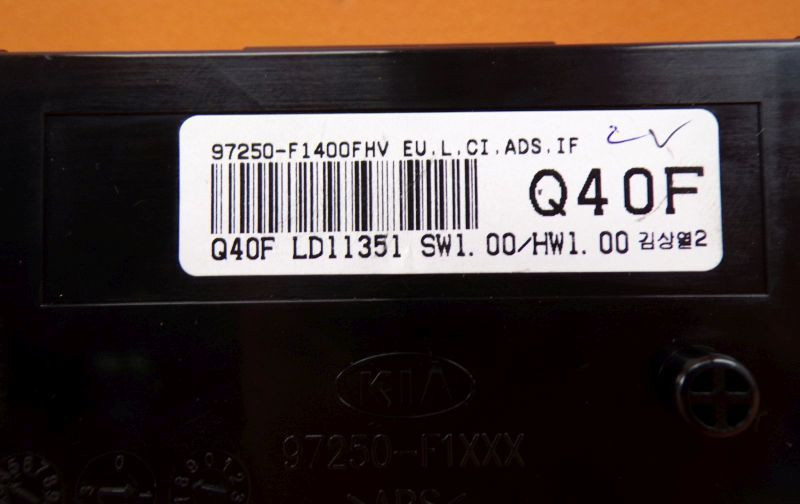 97250-F1400FHV EU.L.CI.ADS.IF
Q40F
Q40F LD11351 SW1.00/HW1.00 김상열2
KIA
97250-F1XXX
>ABS<